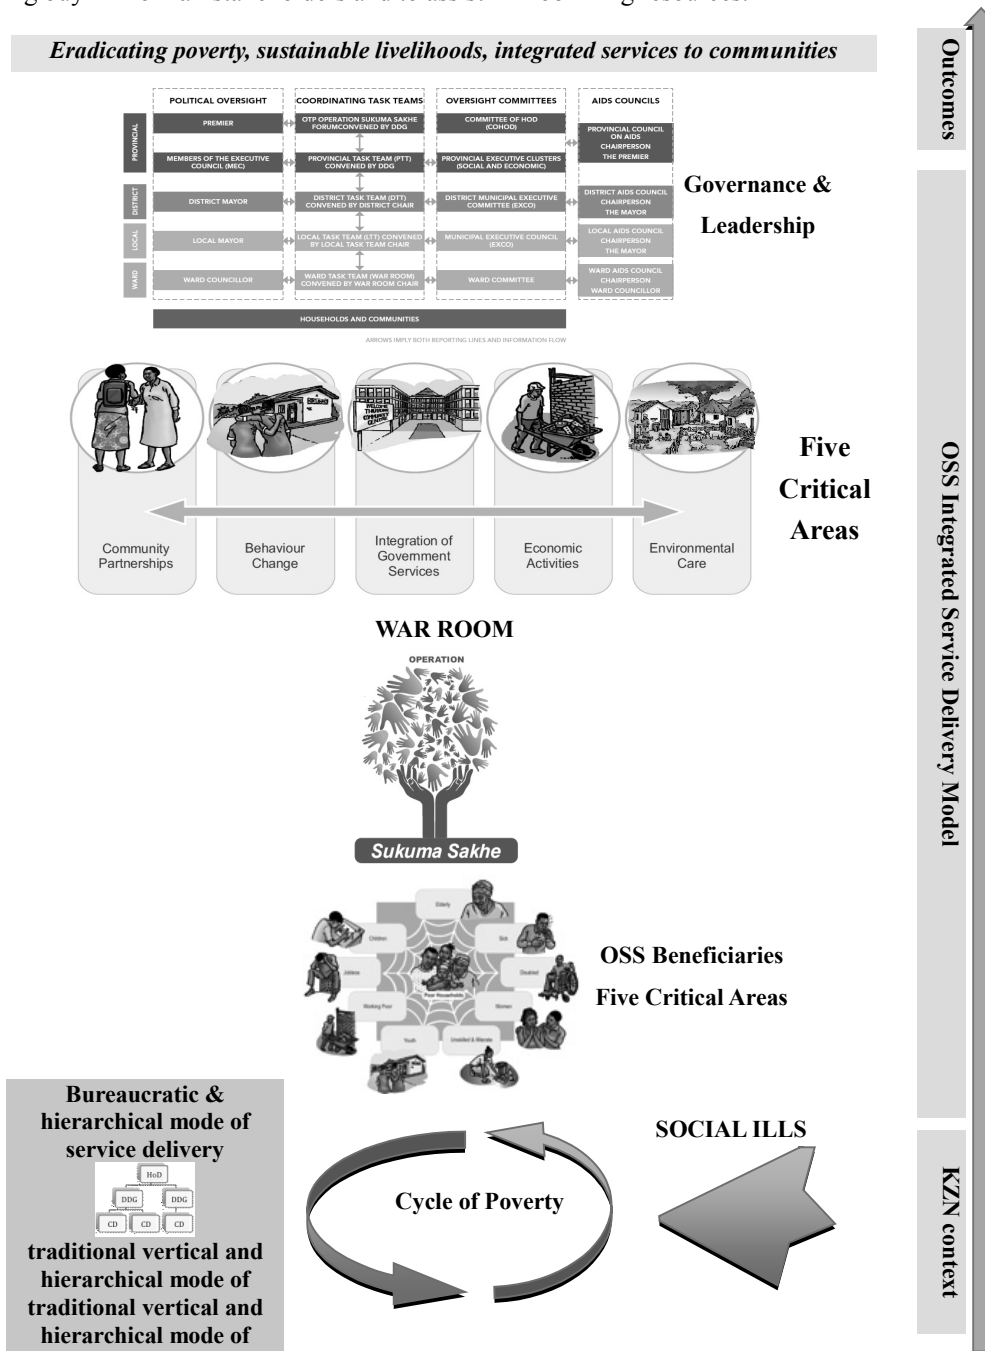 Eradicating poverty, sustainable livelihoods, integrated services to communities
Outcomes
POLITICAL OVERSIGHT
COORDINATING TASK TEAMS
OVERSIGHT COMMITTEES
AIDS COUNCILS
PROVINCIAL
PREMIER
OTP OPERATION SUKUMA SAKHE
FORUMCONVENED BY DDG
COMMITTEE OF HOD
(COHOD)
PROVINCIAL COUNCIL
ON AIDS
CHAIRPERSON
THE PREMIER
MEMBERS OF THE EXECUTIVE
COUNCIL (MEC)
PROVINCIAL TASK TEAM (PTT)
CONVENED BY DDG
PROVINCIAL EXECUTIVE CLUSTERS
(SOCIAL AND ECONOMIC)
DISTRICT
DISTRICT MAYOR
DISTRICT TASK TEAM (DTT)
CONVENED BY DISTRICT CHAIR
DISTRICT MUNICIPAL EXECUTIVE
COMMITTEE (EXCO)
DISTRICT AIDS COUNCIL
CHAIRPERSON
THE MAYOR
LOCAL
LOCAL MAYOR
LOCAL TASK TEAM (LTT) CONVENED
BY LOCAL TASK TEAM CHAIR
MUNICIPAL EXECUTIVE COUNCIL
(EXCO)
LOCAL AIDS COUNCIL
CHAIRPERSON
THE MAYOR
WARD
WARD COUNCILLOR
WARD TASK TEAM (WAR ROOM)
CONVENED BY WAR ROOM CHAIR
WARD COMMITTEE
WARD AIDS COUNCIL
CHAIRPERSON
WARD COUNCILLOR
HOUSEHOLDS AND COMMUNITIES
ARROWS IMPLY BOTH REPORTING LINES AND INFORMATION FLOW
Governance &
Leadership
OSS Integrated Service Delivery Model
WELCOME
COMMUNITY
Community
Partnerships
Behaviour
Change
Integration of
Government
Services
Economic
Activities
Environmental
Care
Five
Critical
Areas
WAR ROOM
OPERATION
Sukuma Sakhe
Elderly
Children
Sick
Jobless
Disabled
Poor Households
Working Poor
Women
Youth
Unskilled & Illiterate
OSS Beneficiaries
Five Critical Areas
Bureaucratic &
hierarchical mode of
service delivery
HoD
DDG
DDG
CD
CD
CD
traditional vertical and
hierarchical mode of
traditional vertical and
hierarchical mode of
Cycle of Poverty
SOCIAL ILLS
KZN context